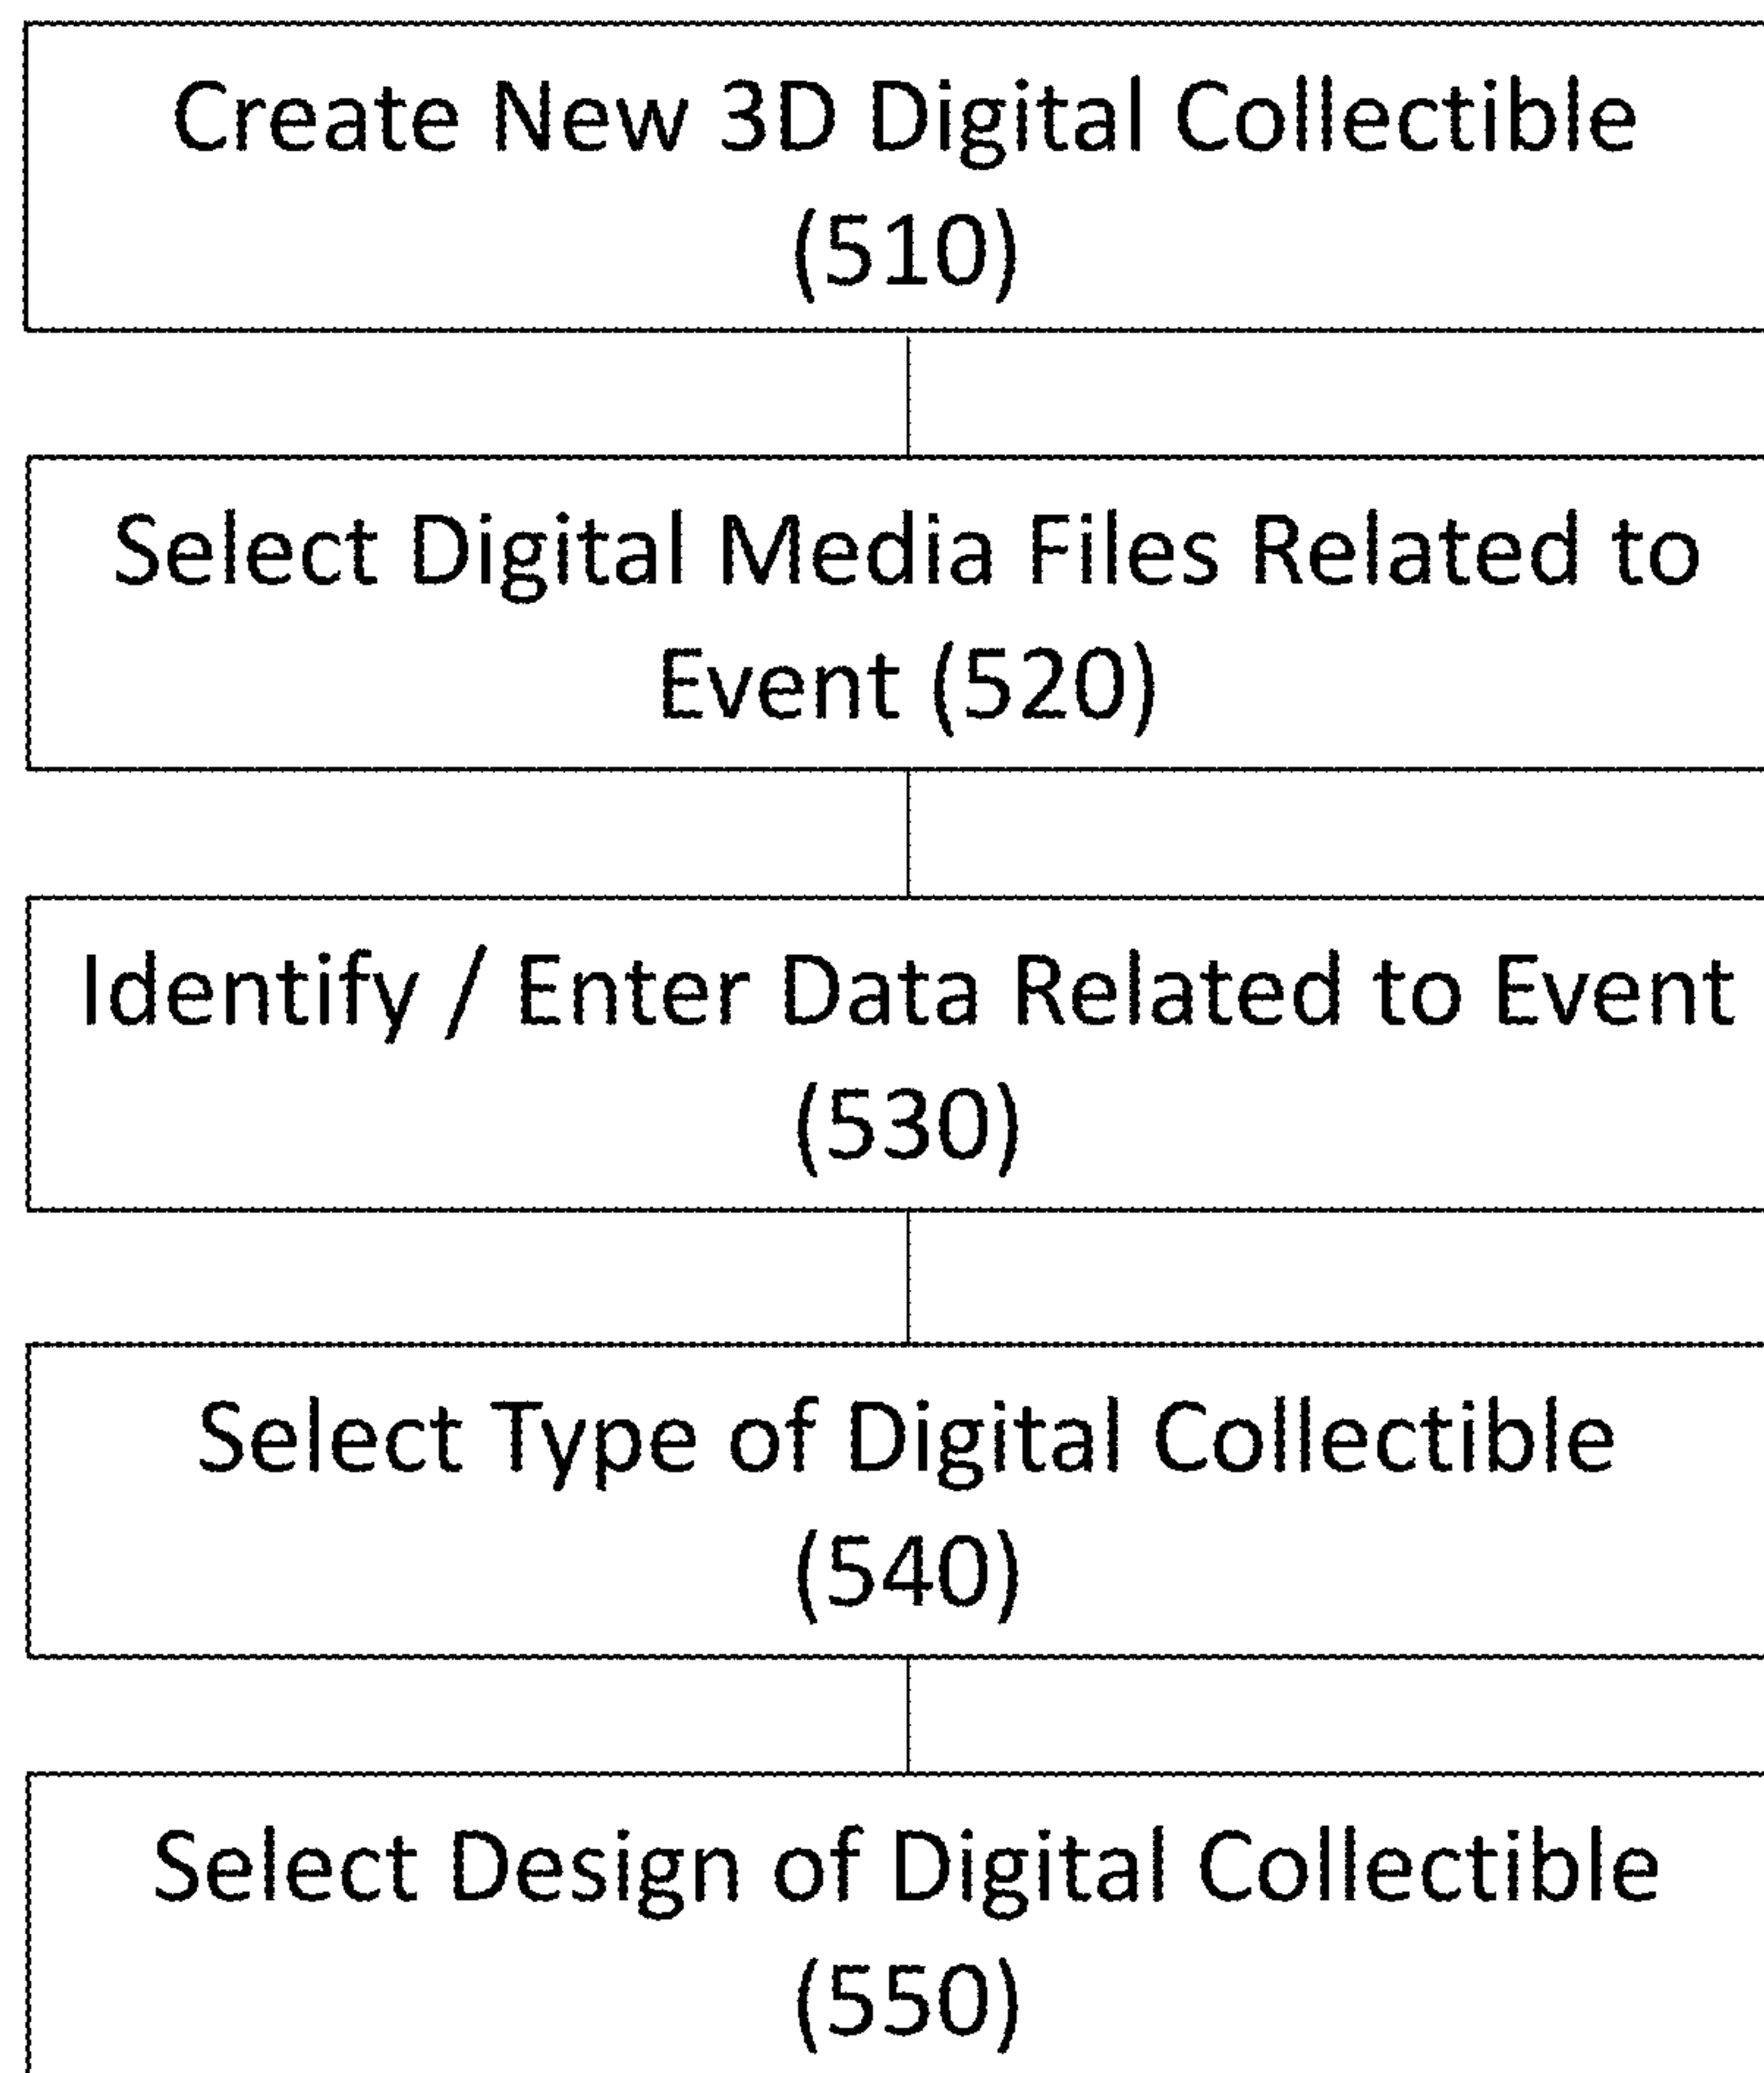 Create New 3D Digital Collectible
(510)
Select Digital Media Files Related to
Event (520)
Identify / Enter Data Related to Event
(530)
Select Type of Digital Collectible
(540)
Select Design of Digital Collectible
(550)